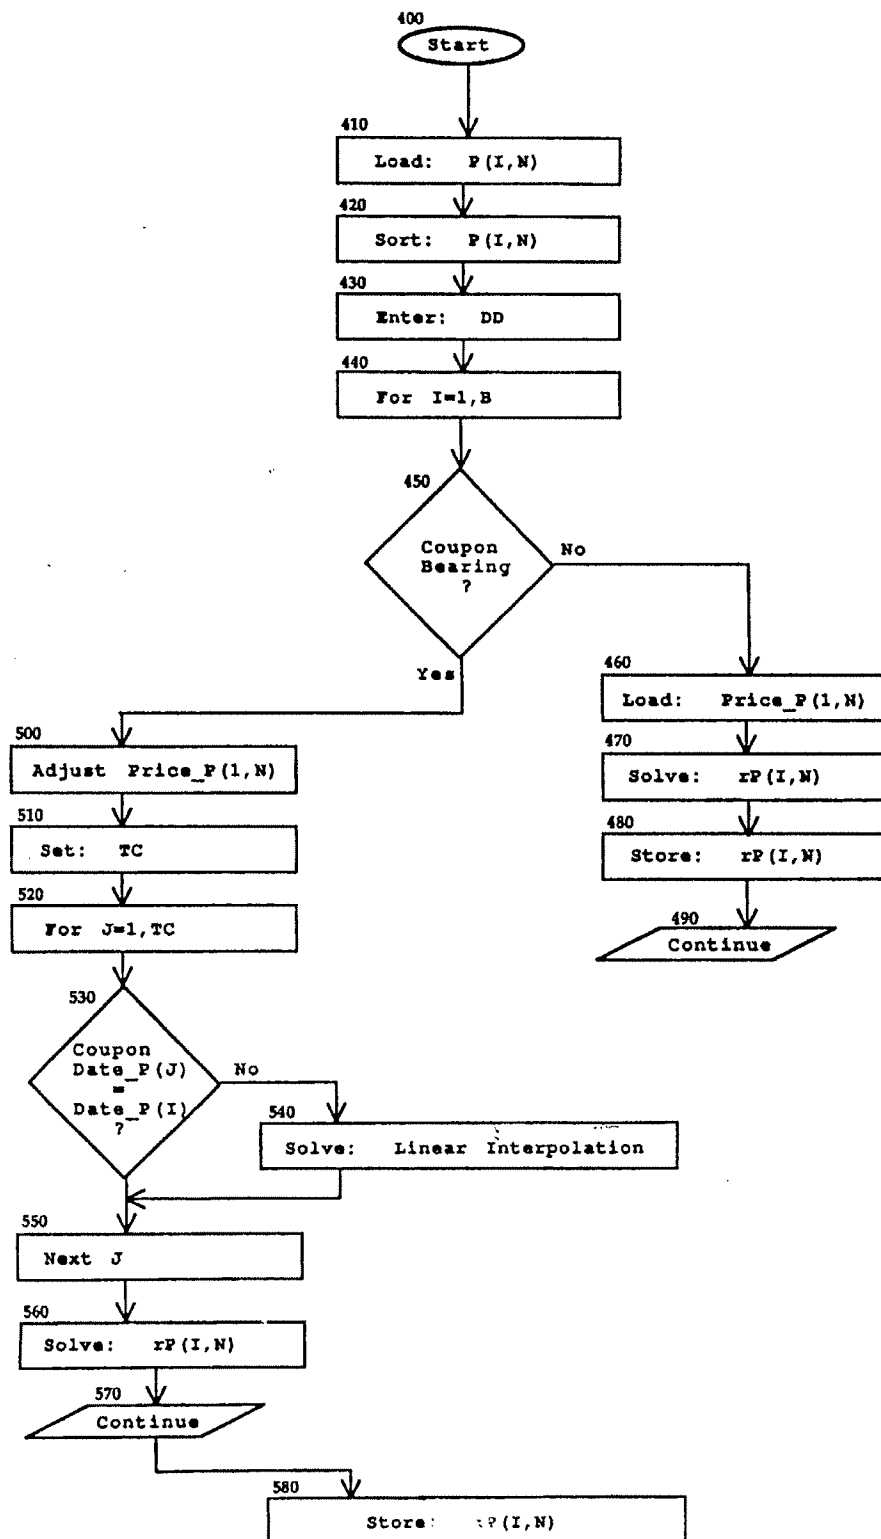 400
Start
410
Load: P(I,N)
420
Sort: P(I,N)
430
Enter: DD
440
For I=1,B
450
Coupon
Bearing
?
No
Yes
460
Load: Price_P(1,N)
470
Solve: rP(I,N)
480
Store: rP(I,N)
490
Continue
500
Adjust Price_P(1,N)
510
Set: TC
520
For J=1,TC
530
Coupon
Date_P(J)
=
Date_P(I)
?
No
540
Solve: Linear Interpolation
550
Next J
560
Solve: rP(I,N)
570
Continue
580
Store: P(I,N)